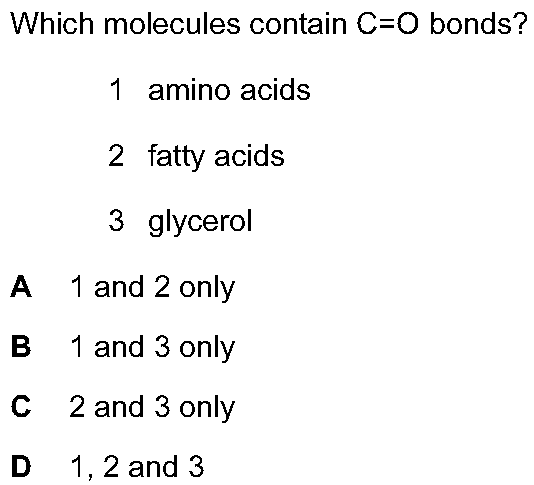 Which molecules contain C=O bonds?
1 amino acids
2 fatty acids
3 glycerol
A 1 and 2 only
B 1 and 3 only
C 2 and 3 only
D 1, 2 and 3